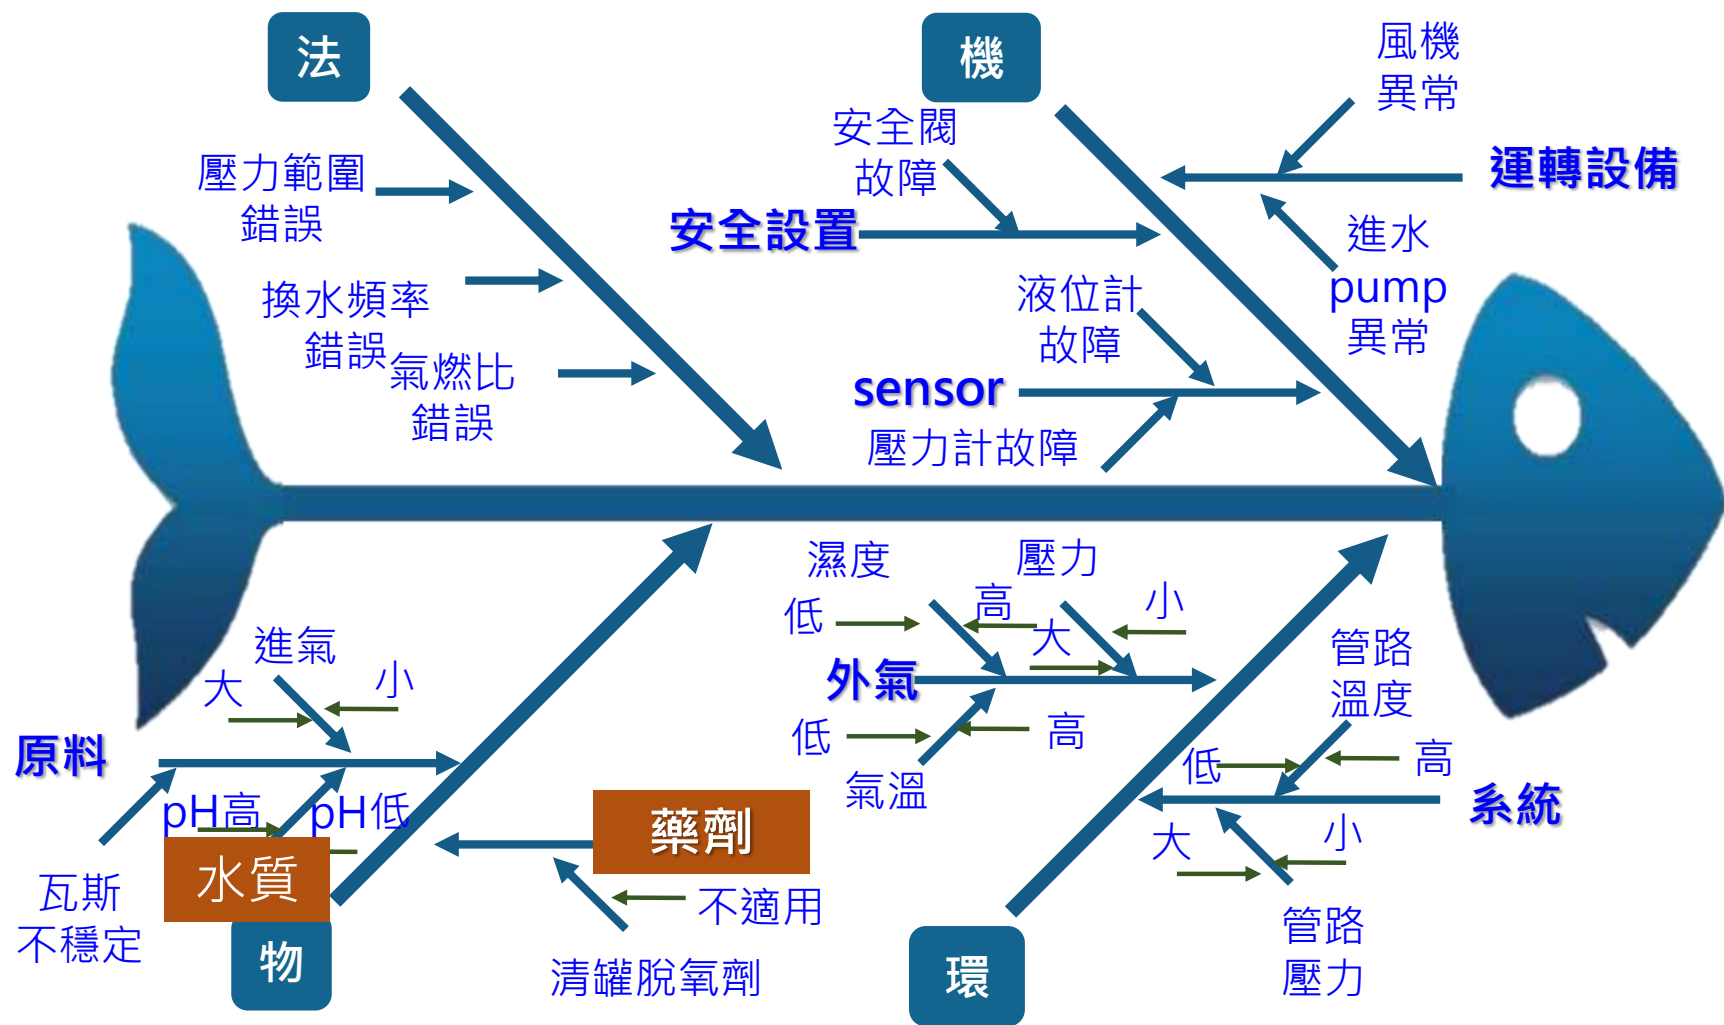 法
機
風機
異常
安全閥
故障
運轉設備
壓力範圍
錯誤
安全設置
進水
pump
異常
換水頻率
錯誤
液位計
故障
氣燃比
錯誤
sensor
壓力計故障
濕度
壓力
低
高
大
小
外氣
低
高
氣溫
管路
溫度
低
高
系統
大
小
管路
壓力
進氣
大
小
原料
pH高
pH低
水質
瓦斯
不穩定
藥劑
不適用
清罐脫氧劑
物
環